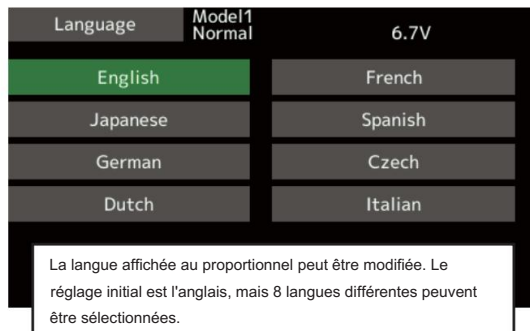 Language
Model1
Normal
6.7V
English
French
Japanese
Spanish
German
Czech
Dutch
Italian
La langue affichée au proportionnel peut être modifiée. Le
réglage initial est l'anglais, mais 8 langues différentes peuvent
être sélectionnées.